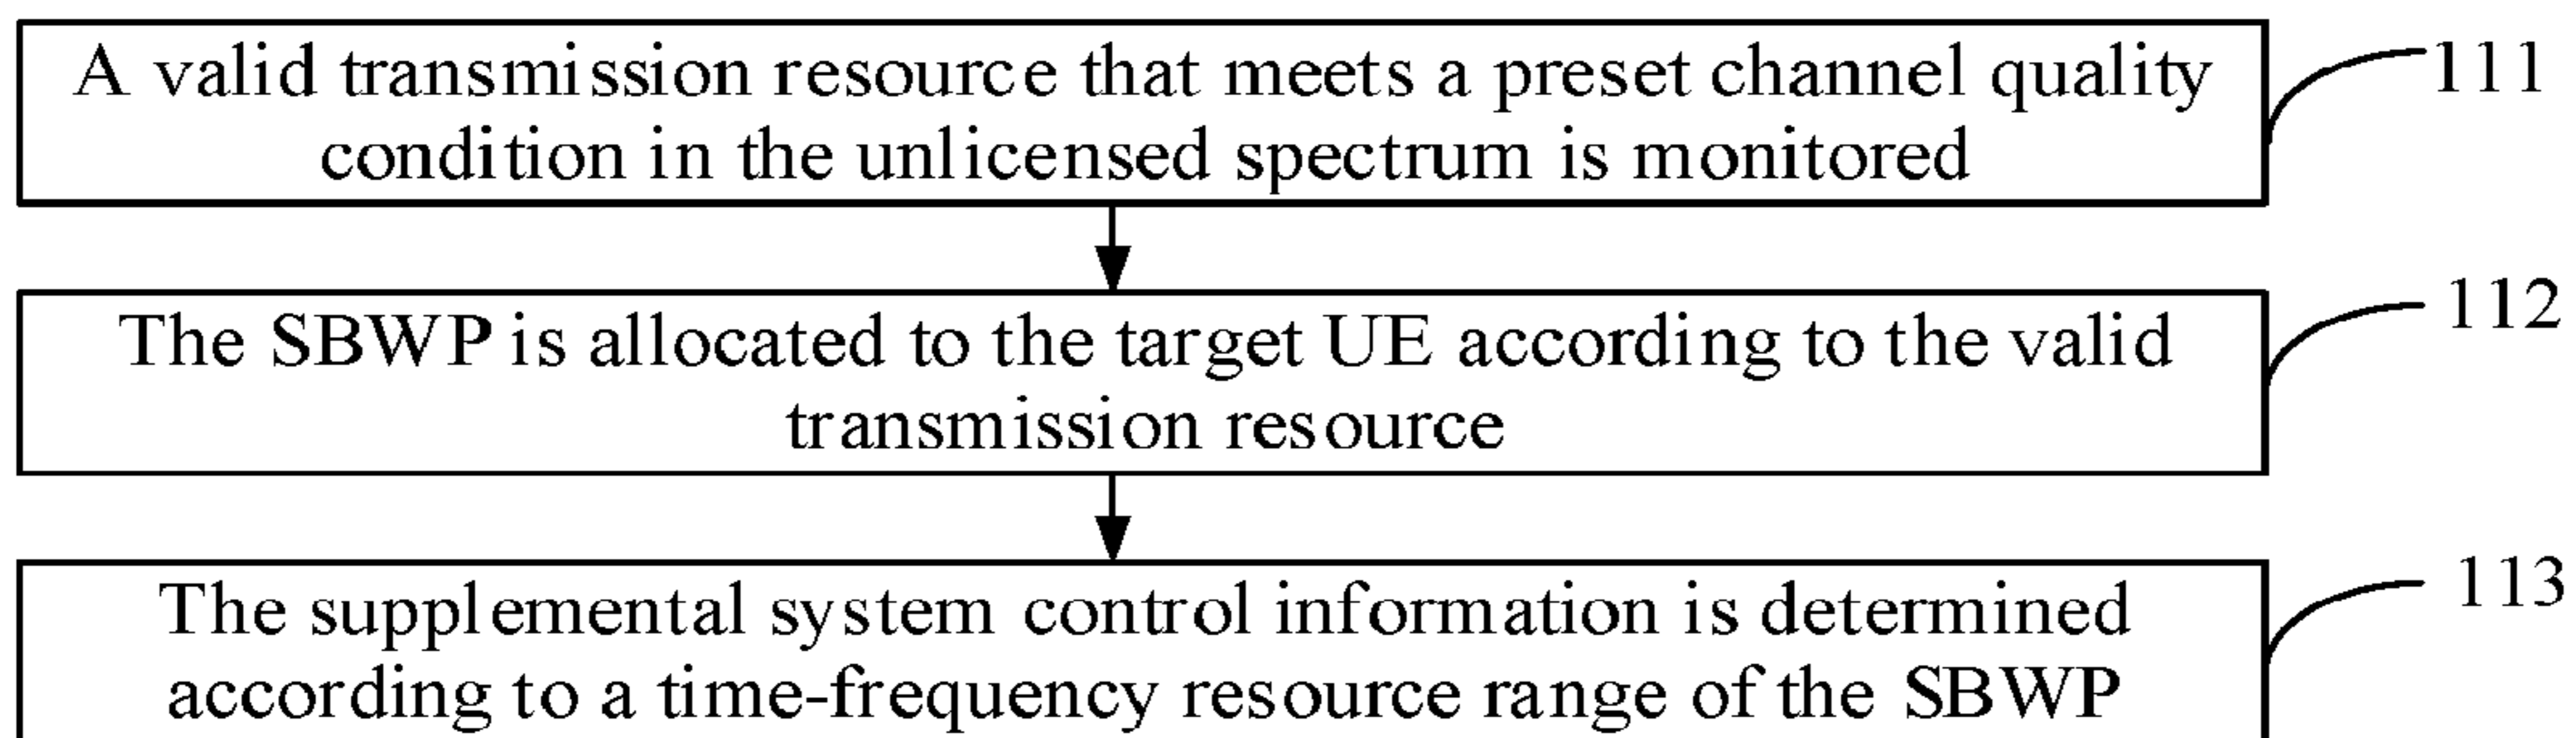 A valid transmission resource that meets a preset channel quality
condition in the unlicensed spectrum is monitored
111
The SBWP is allocated to the target UE according to the valid
transmission resource
112
The supplemental system control information is determined
according to a time-frequency resource range of the SBWP
113